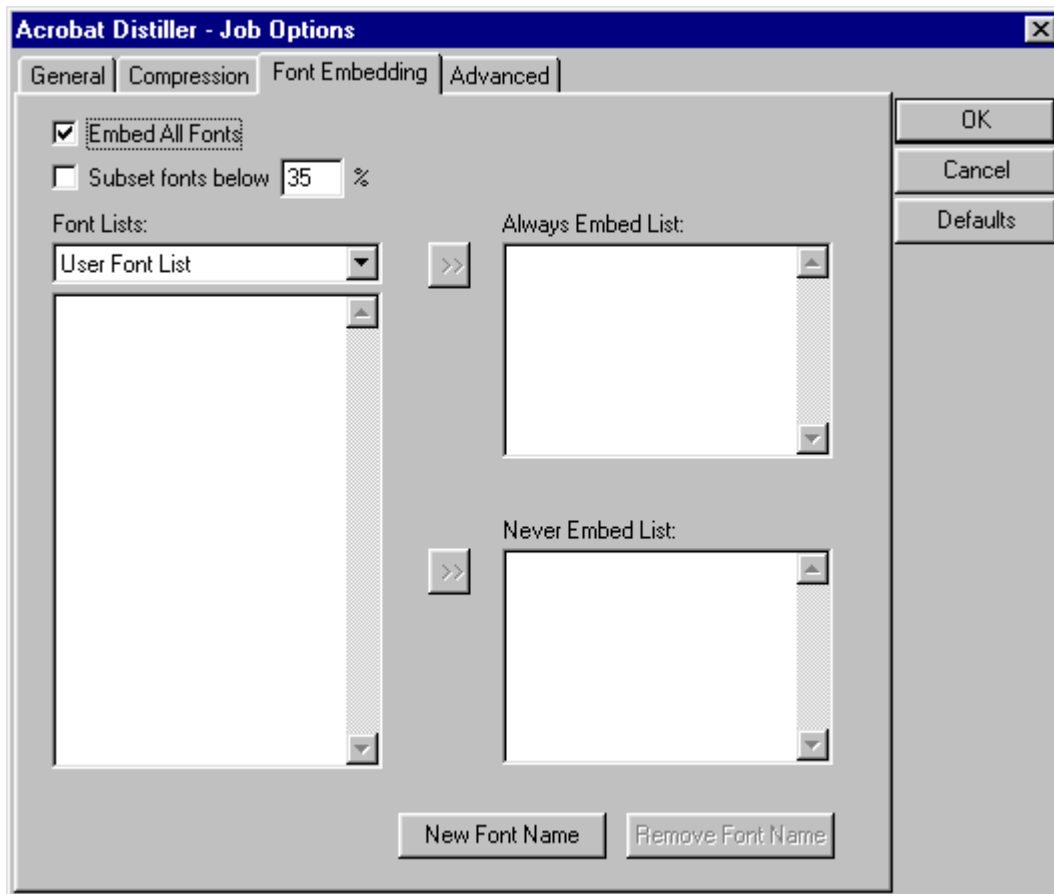 Acrobat Distiller - Job Options
General Compression Font Embedding Advanced
Embed All Fonts
Subset fonts below 35 %
Font Lists:
User Font List
>>
Always Embed List:
>>
Never Embed List:
New Font Name Remove Font Name
OK
Cancel
Defaults